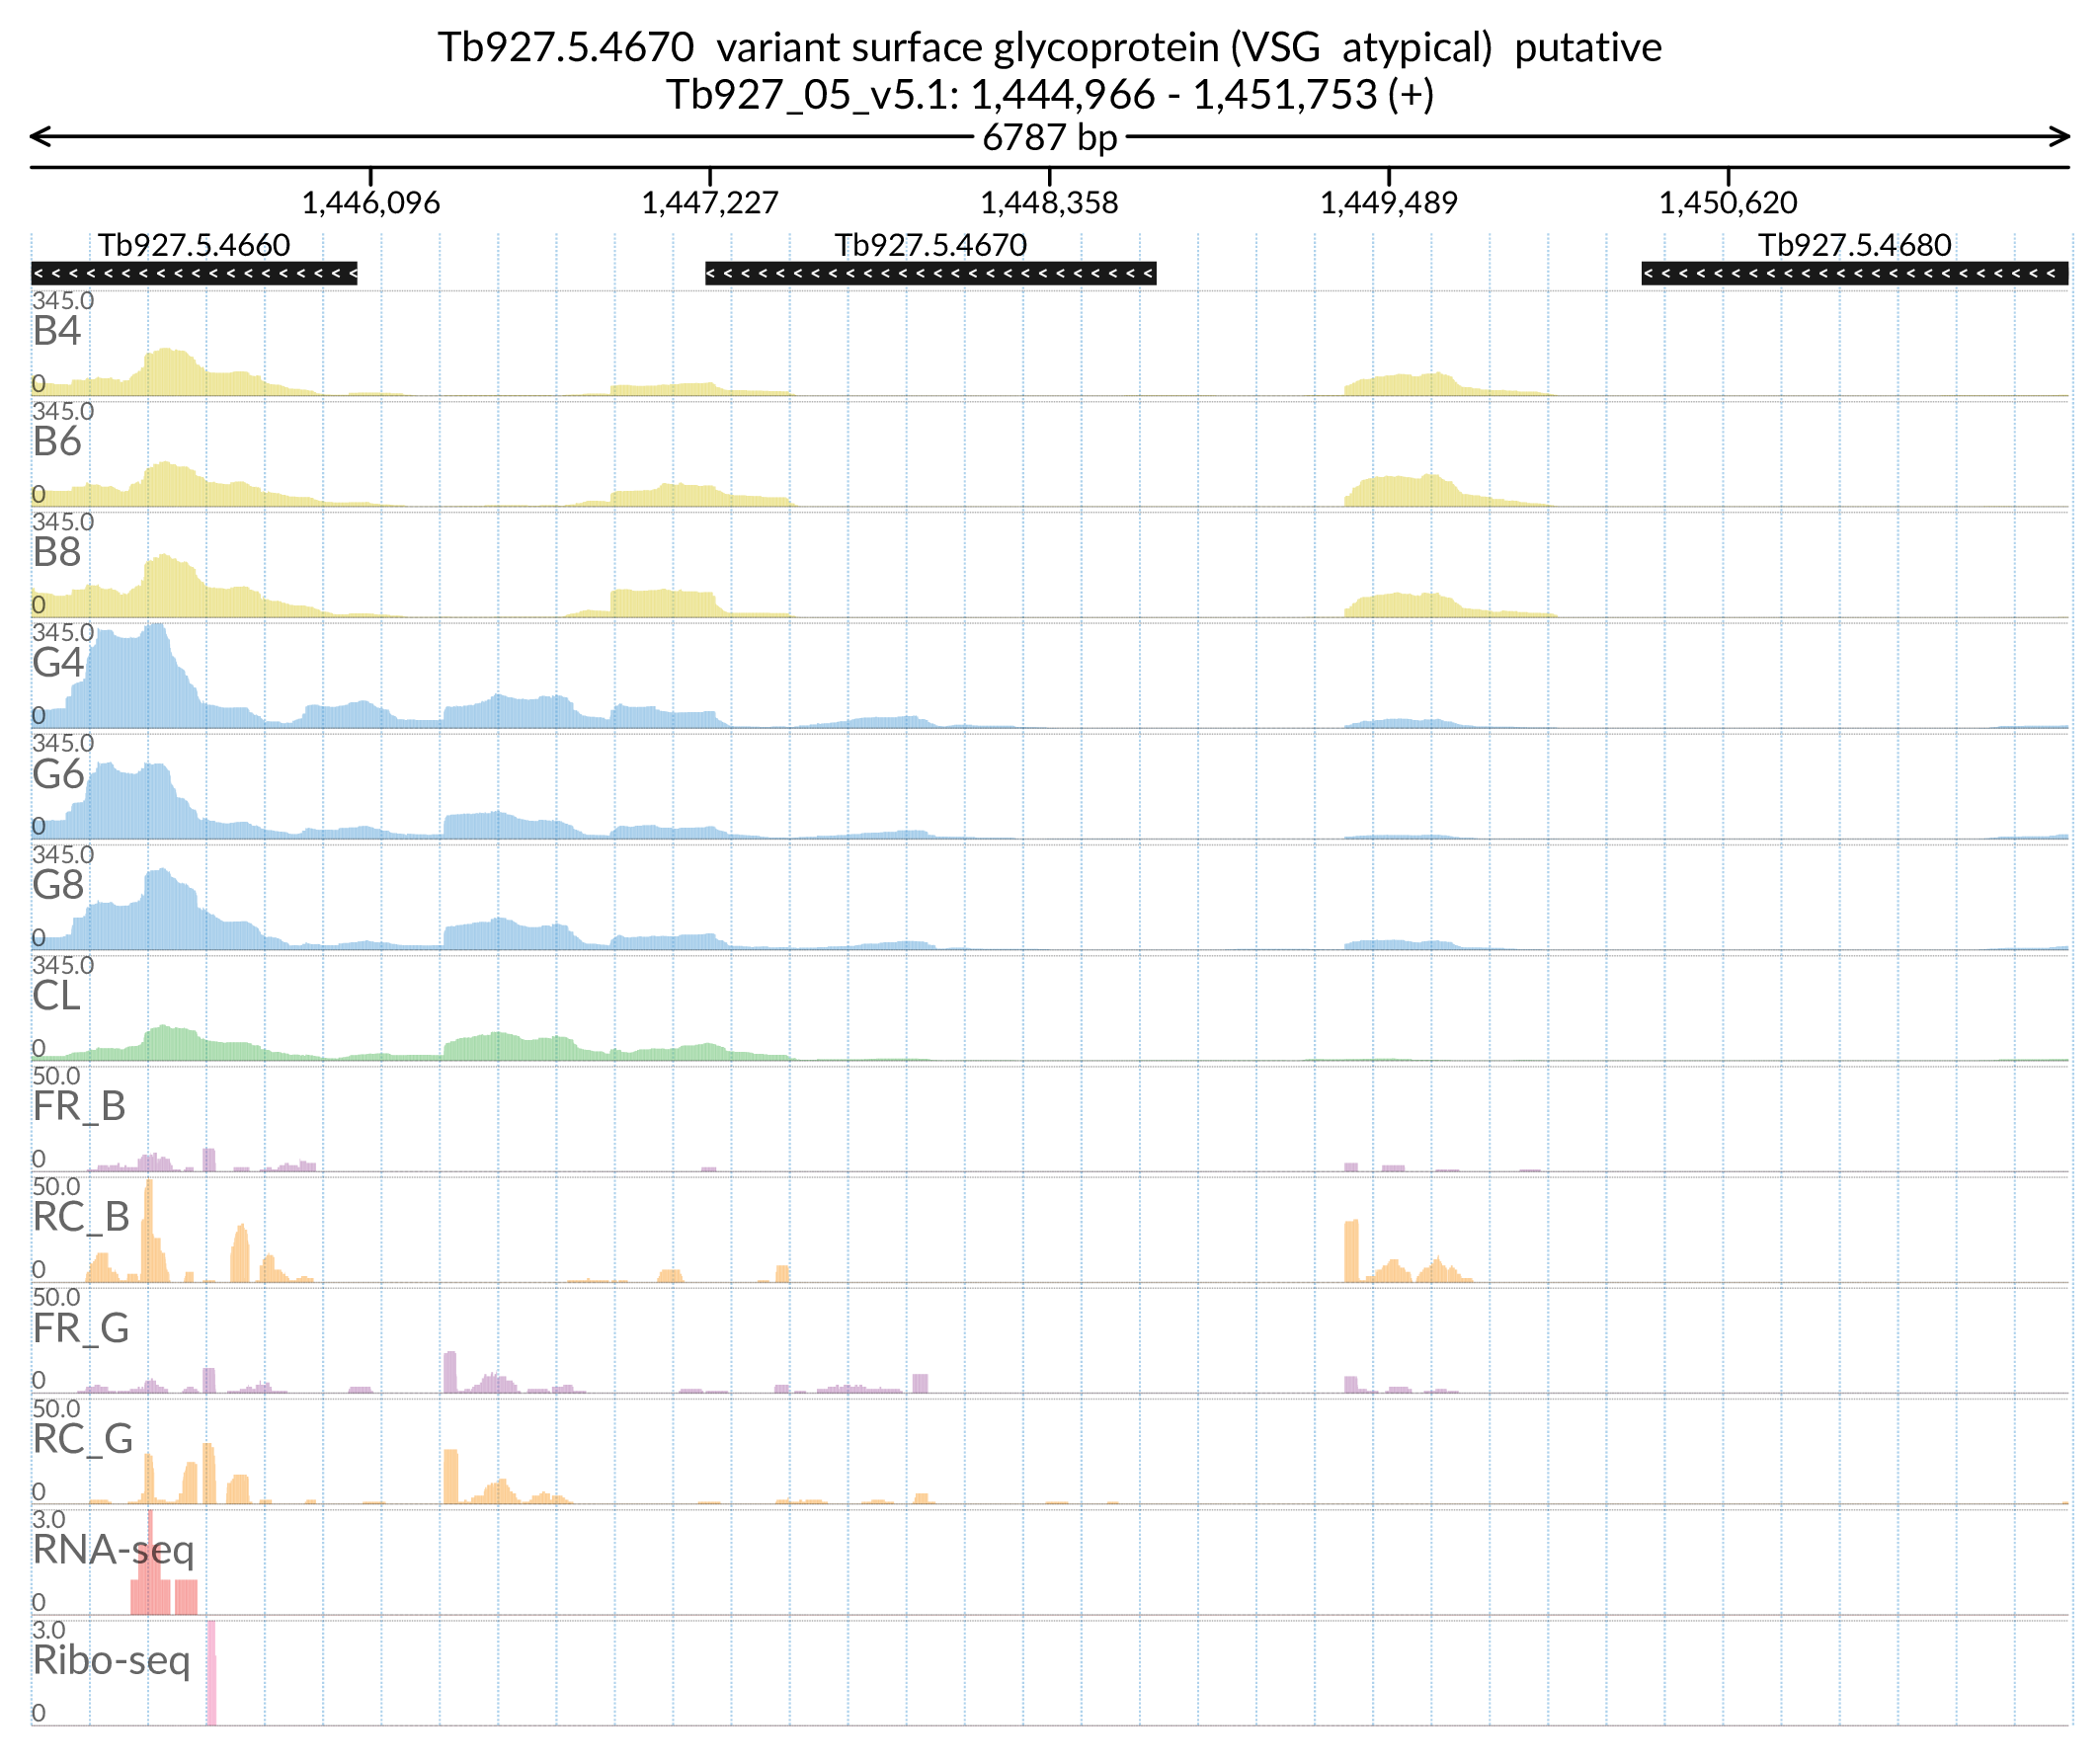 Tb927.5.4670 variant surface glycoprotein (VSG atypical) putative
Tb927_05_v5.1: 1,444,966 - 1,451,753 (+)
6787 bp
1,446,096 1,447,227 1,448,358 1,449,489 1,450,620
Tb927.5.4660 Tb927.5.4670 Tb927.5.4680
345.0
B4
0
345.0
B6
0
345.0
B8
0
345.0
G4
0
345.0
G6
0
345.0
G8
0
345.0
CL
0
50.0
FR_B
0
50.0
RC_B
0
50.0
FR_G
0
50.0
RC_G
0
3.0
RNA-seq
0
3.0
Ribo-seq
0